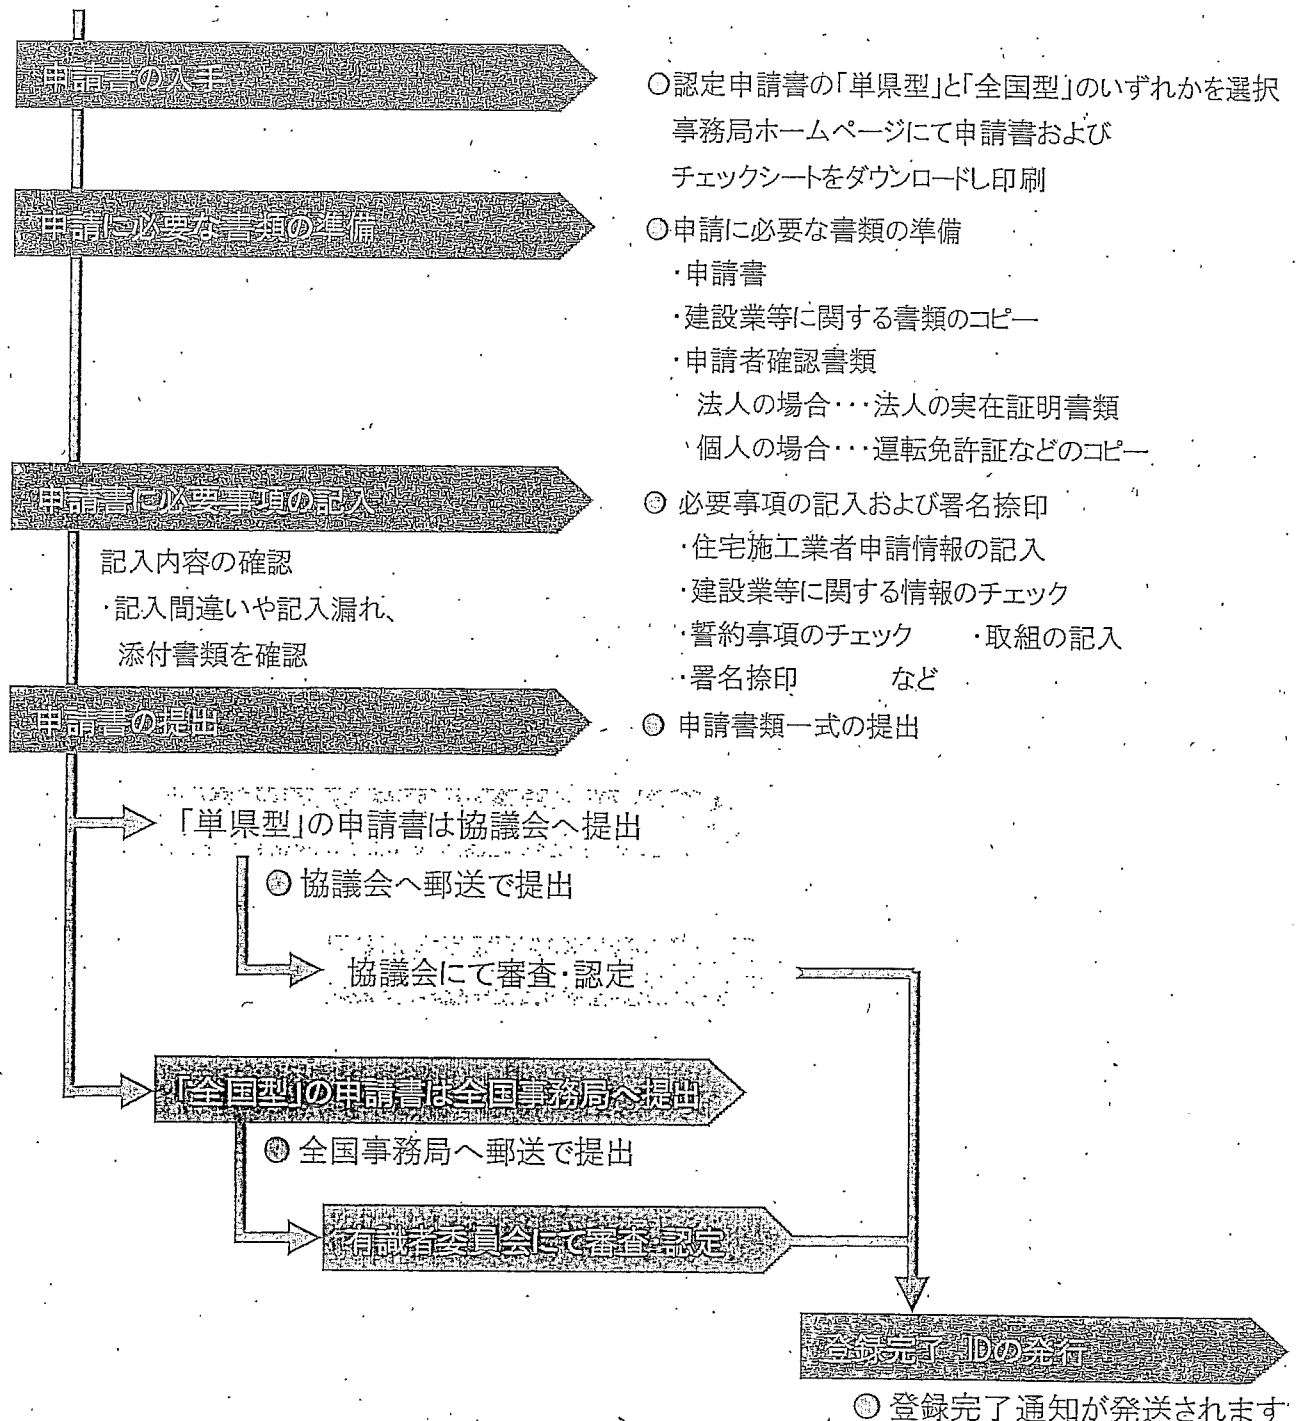 申請書の入手
○認定申請書の「単県型」と「全国型」のいずれかを選択
事務局ホームページにて申請書および
チェックシートをダウンロードし印刷
申請に必要な書類の準備
○申請に必要な書類の準備
・申請書
・建設業等に関する書類のコピー
・申請者確認書類
法人の場合・・・法人の実在証明書類
個人の場合・・・運転免許証などのコピー
申請書に必要事項の記入
○ 必要事項の記入および署名捺印
・住宅施工業者申請情報の記入
・建設業等に関する情報のチェック
・誓約事項のチェック ・取組の記入
・署名捺印 など
記入内容の確認
・記入間違いや記入漏れ、
添付書類を確認
申請書の提出
○ 申請書類一式の提出
「単県型」の申請書は協議会へ提出
○ 協議会へ郵送で提出
協議会にて審査・認定
「全国型」の申請書は全国事務局へ提出
○ 全国事務局へ郵送で提出
有識者委員会にて審査・認定
登録完了 IDの発行
○ 登録完了通知が発送されます